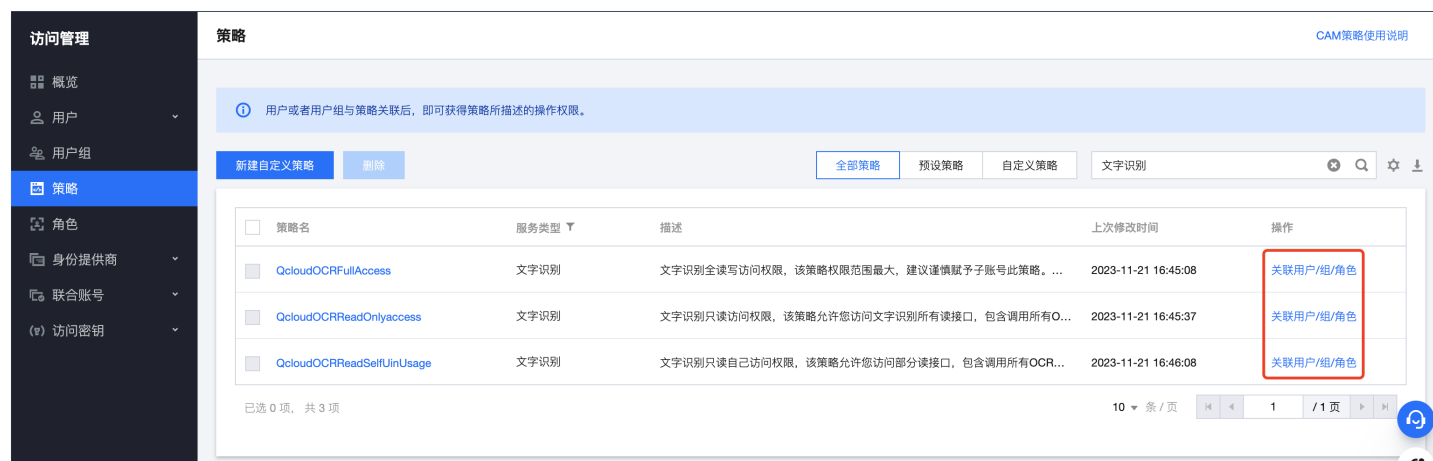 访问管理
概览
用户
用户组
策略
角色
身份提供商
联合账号
访问密钥
策略
CAM策略使用说明
用户或者用户组与策略关联后，即可获得策略所描述的操作权限。
新建自定义策略 删除 全部策略 预设策略 自定义策略 文字识别
策略名 服务类型 描述 上次修改时间 操作
QcloudOCRFullAccess 文字识别 文字识别全读写访问权限，该策略权限范围最大，建议谨慎赋予子账号此策略。... 2023-11-21 16:45:08 关联用户/组/角色
QcloudOCRReadOnlyaccess 文字识别 文字识别只读访问权限，该策略允许您访问文字识别所有读接口，包含调用所有O... 2023-11-21 16:45:37 关联用户/组/角色
QcloudOCRReadSelfUinUsage 文字识别 文字识别只读自己访问权限，该策略允许您访问部分读接口，包含调用所有OCR... 2023-11-21 16:46:08 关联用户/组/角色
已选 0 项，共 3 项 10 条 / 页 1 / 1 页